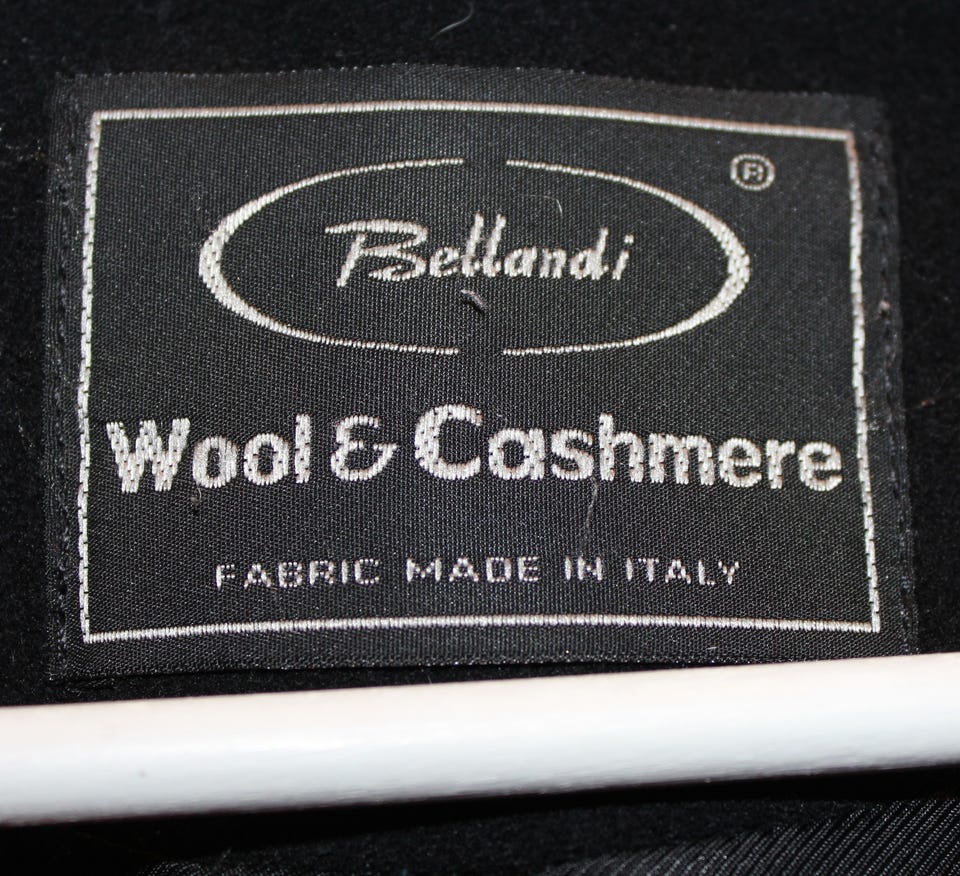 ®
Bellandi
Wool & Cashmere
FABRIC MADE IN ITALY